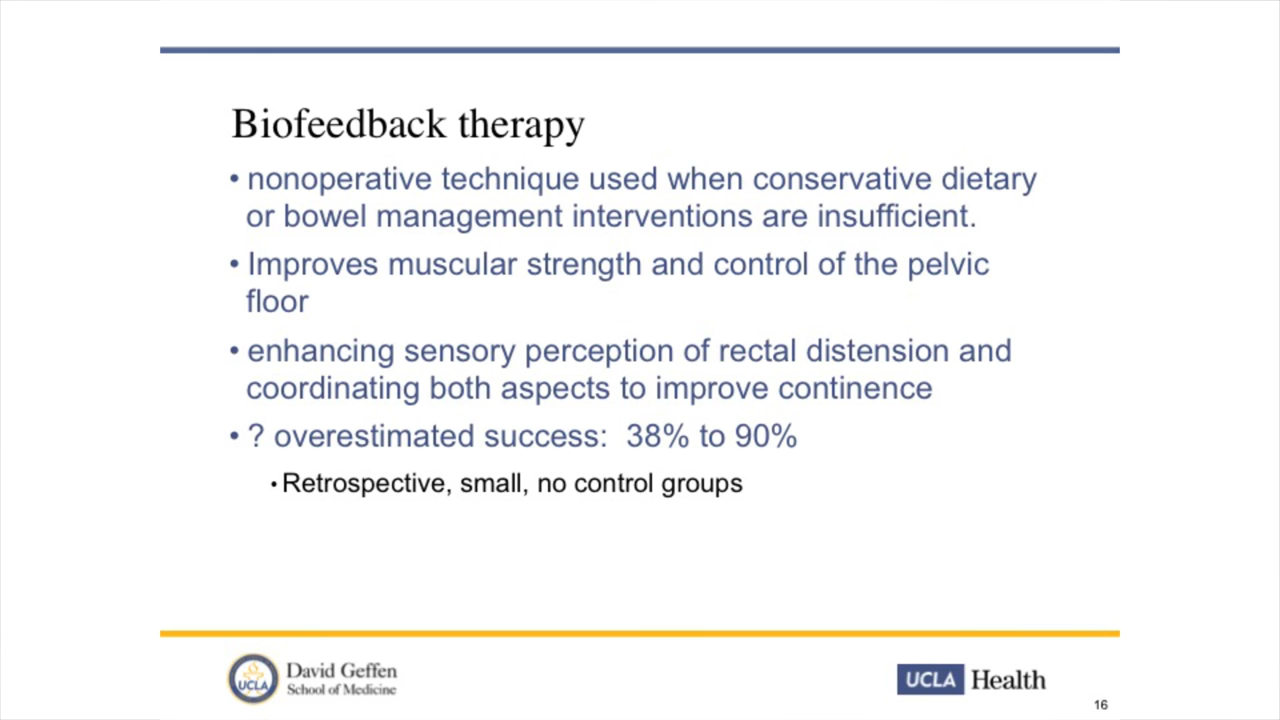 Biofeedback therapy
• nonoperative technique used when conservative dietary
or bowel management interventions are insufficient.
• Improves muscular strength and control of the pelvic
floor
• enhancing sensory perception of rectal distension and
coordinating both aspects to improve continence
• ? overestimated success: 38% to 90%
• Retrospective, small, no control groups
UCLA
David Geffen
School of Medicine
UCLA Health
16